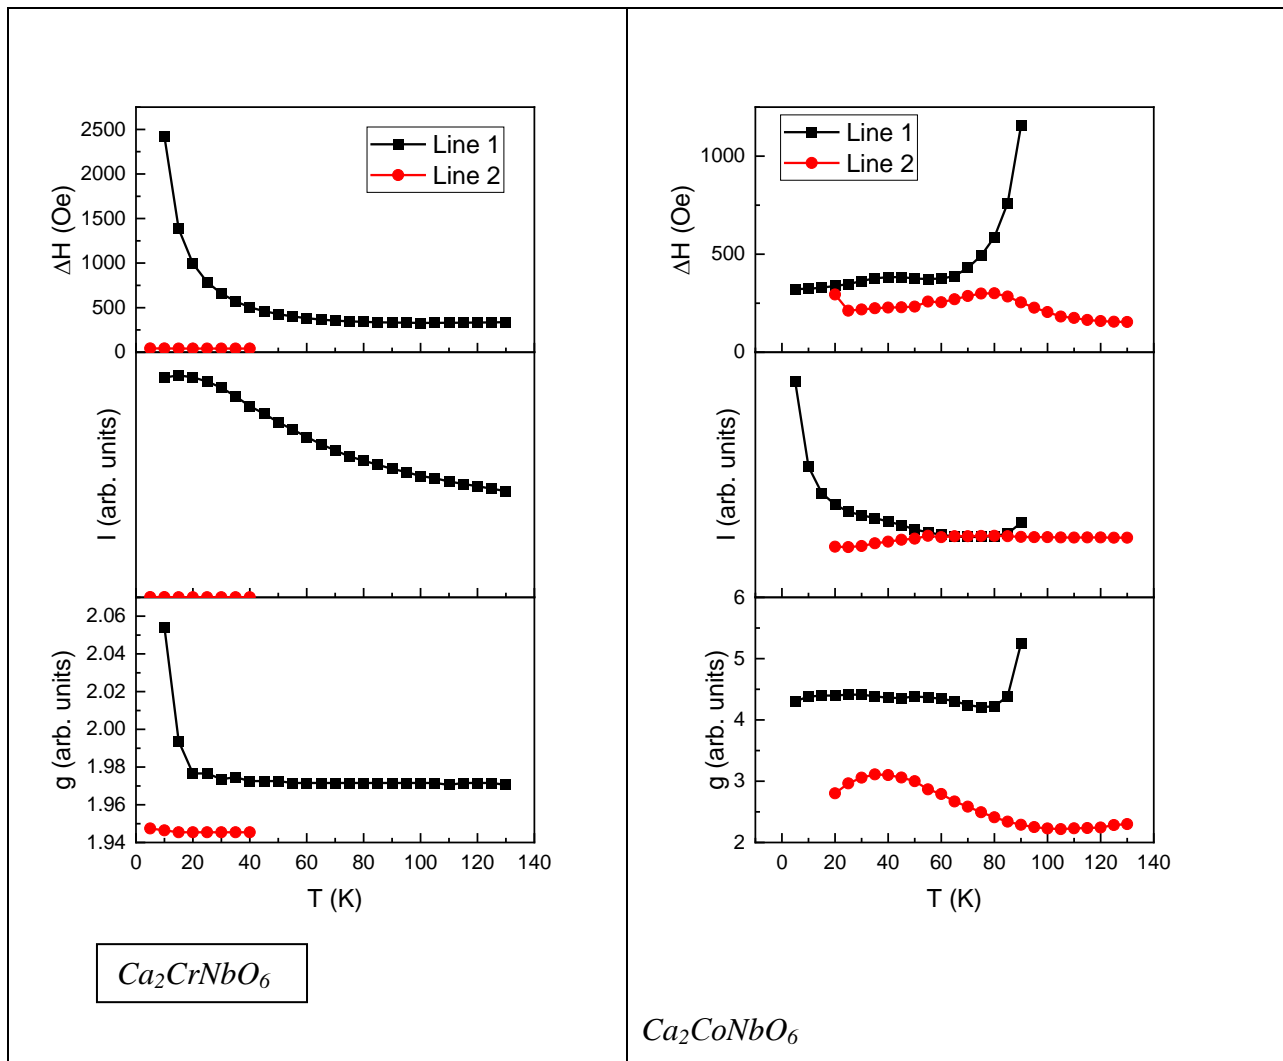 2500
2000
1500
1000
500
0
ΔH (Oe)
Line 1
Line 2
I (arb. units)
2.06
2.04
2.02
2.00
1.98
1.96
1.94
g (arb. units)
0 20 40 60 80 100 120 140
T (K)
Ca₂CrNbO₆
1000
500
0
ΔH (Oe)
Line 1
Line 2
I (arb. units)
6
5
4
3
2
g (arb. units)
0 20 40 60 80 100 120 140
T (K)
Ca₂CoNbO₆